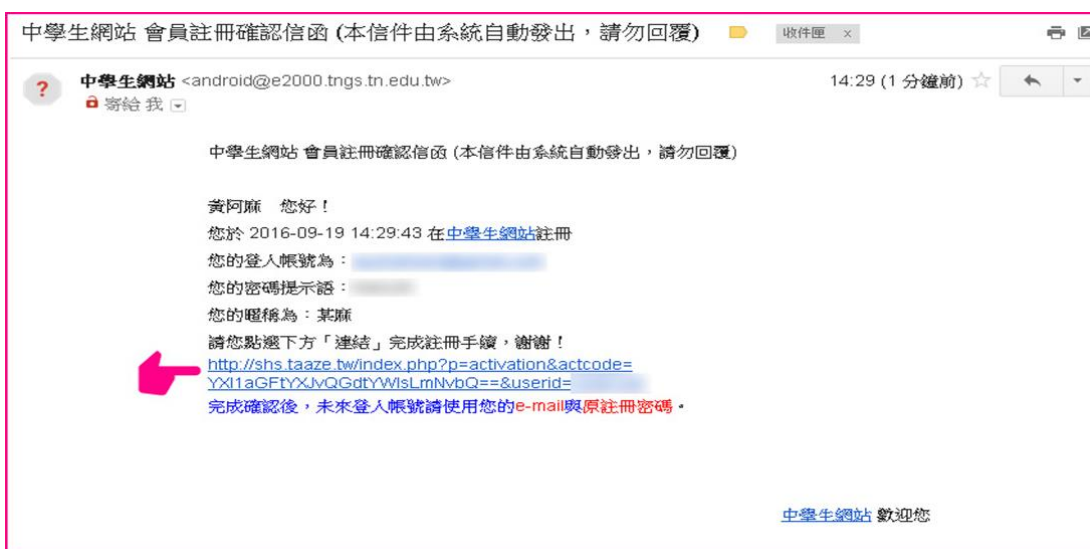 中學生網站 會員註冊確認信函 (本信件由系統自動發出，請勿回覆) 收件匣 x
中學生網站 <android@e2000.tngs.tn.edu.tw> 14:29 (1 分鐘前)
寄給 我
中學生網站 會員註冊確認信函 (本信件由系統自動發出，請勿回覆)
黃阿麻 您好！
您於 2016-09-19 14:29:43 在中學生網站註冊
您的登入帳號為：
您的密碼提示語：
您的暱稱為：某麻
請您點選下方「連結」完成註冊手續，謝謝！
http://shs.taaze.tw/index.php?p=activation&actcode=
YXl1aGFtYXJvQGdtYWlsLmNvbQ==&userid=
完成確認後，未來登入帳號請使用您的e-mail與原註冊密碼。
中學生網站 歡迎您